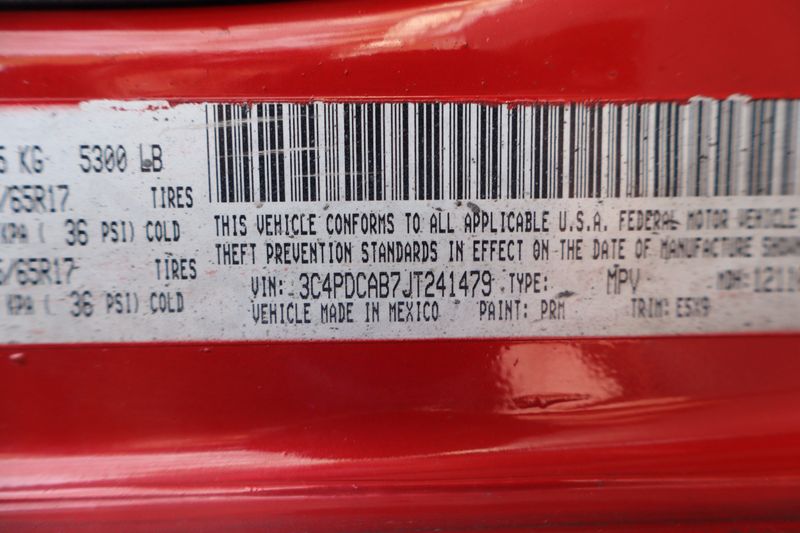 KG 5300 LB
/65R17 TIRES
KPA ( 36 PSI) COLD
/65R17 TIRES
KPA ( 36 PSI) COLD
THIS VEHICLE CONFORMS TO ALL APPLICABLE U.S.A. FEDERAL MOTOR VEHICLE
THEFT PREVENTION STANDARDS IN EFFECT ON THE DATE OF MANUFACTURE SHOWN
VIN: 3C4PDCAB7JT241479 TYPE: MPV MDH:
VEHICLE MADE IN MEXICO PAINT: PRM TRIM: E5X9